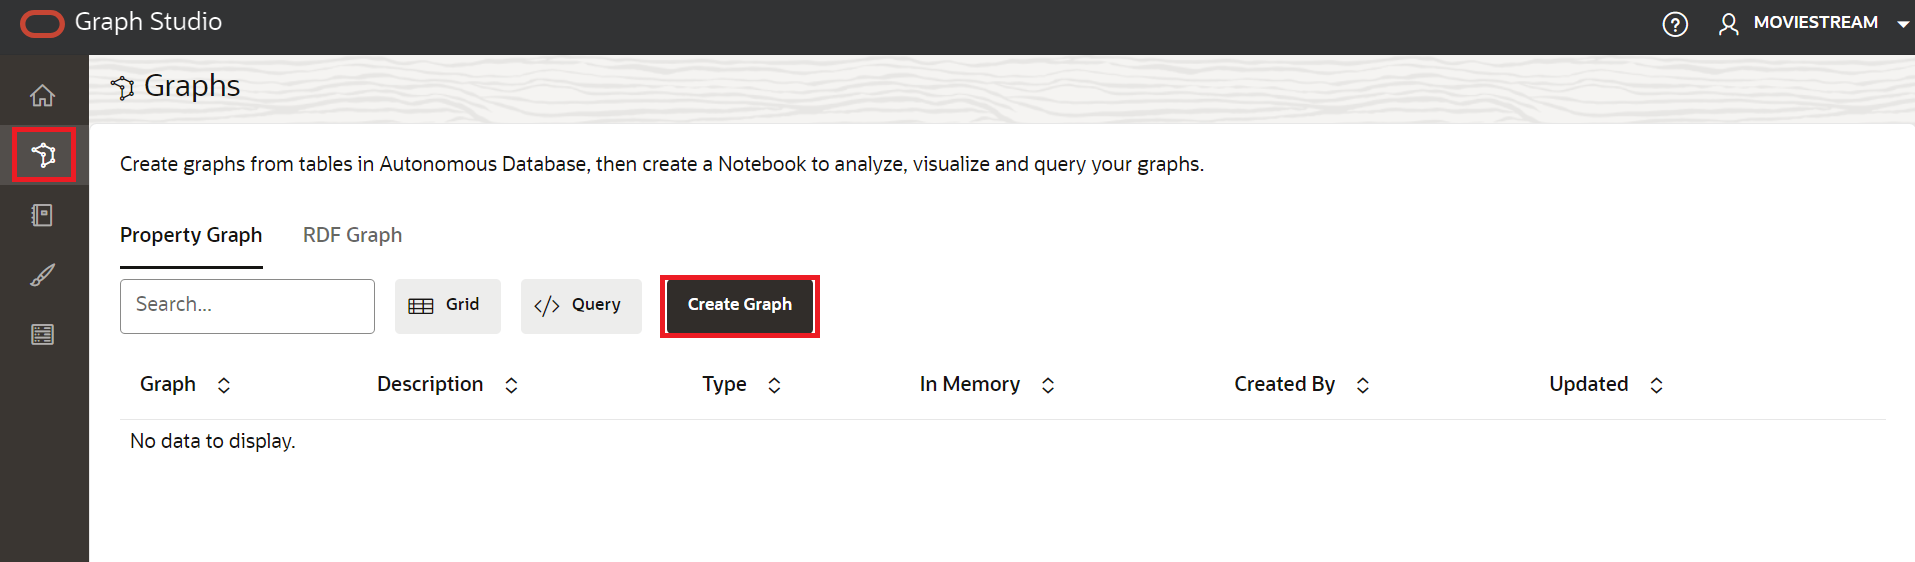 Graph Studio
MOVIESTREAM
Graphs
Create graphs from tables in Autonomous Database, then create a Notebook to analyze, visualize and query your graphs.
Property Graph RDF Graph
Search... Grid </> Query Create Graph
Graph Description Type In Memory Created By Updated
No data to display.